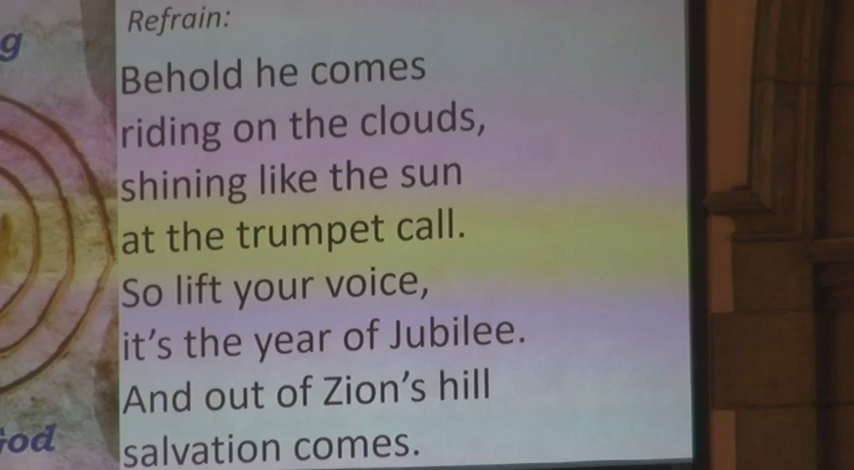 Refrain:
Behold he comes
riding on the clouds,
shining like the sun
at the trumpet call.
So lift your voice,
it's the year of Jubilee.
And out of Zion's hill
salvation comes.